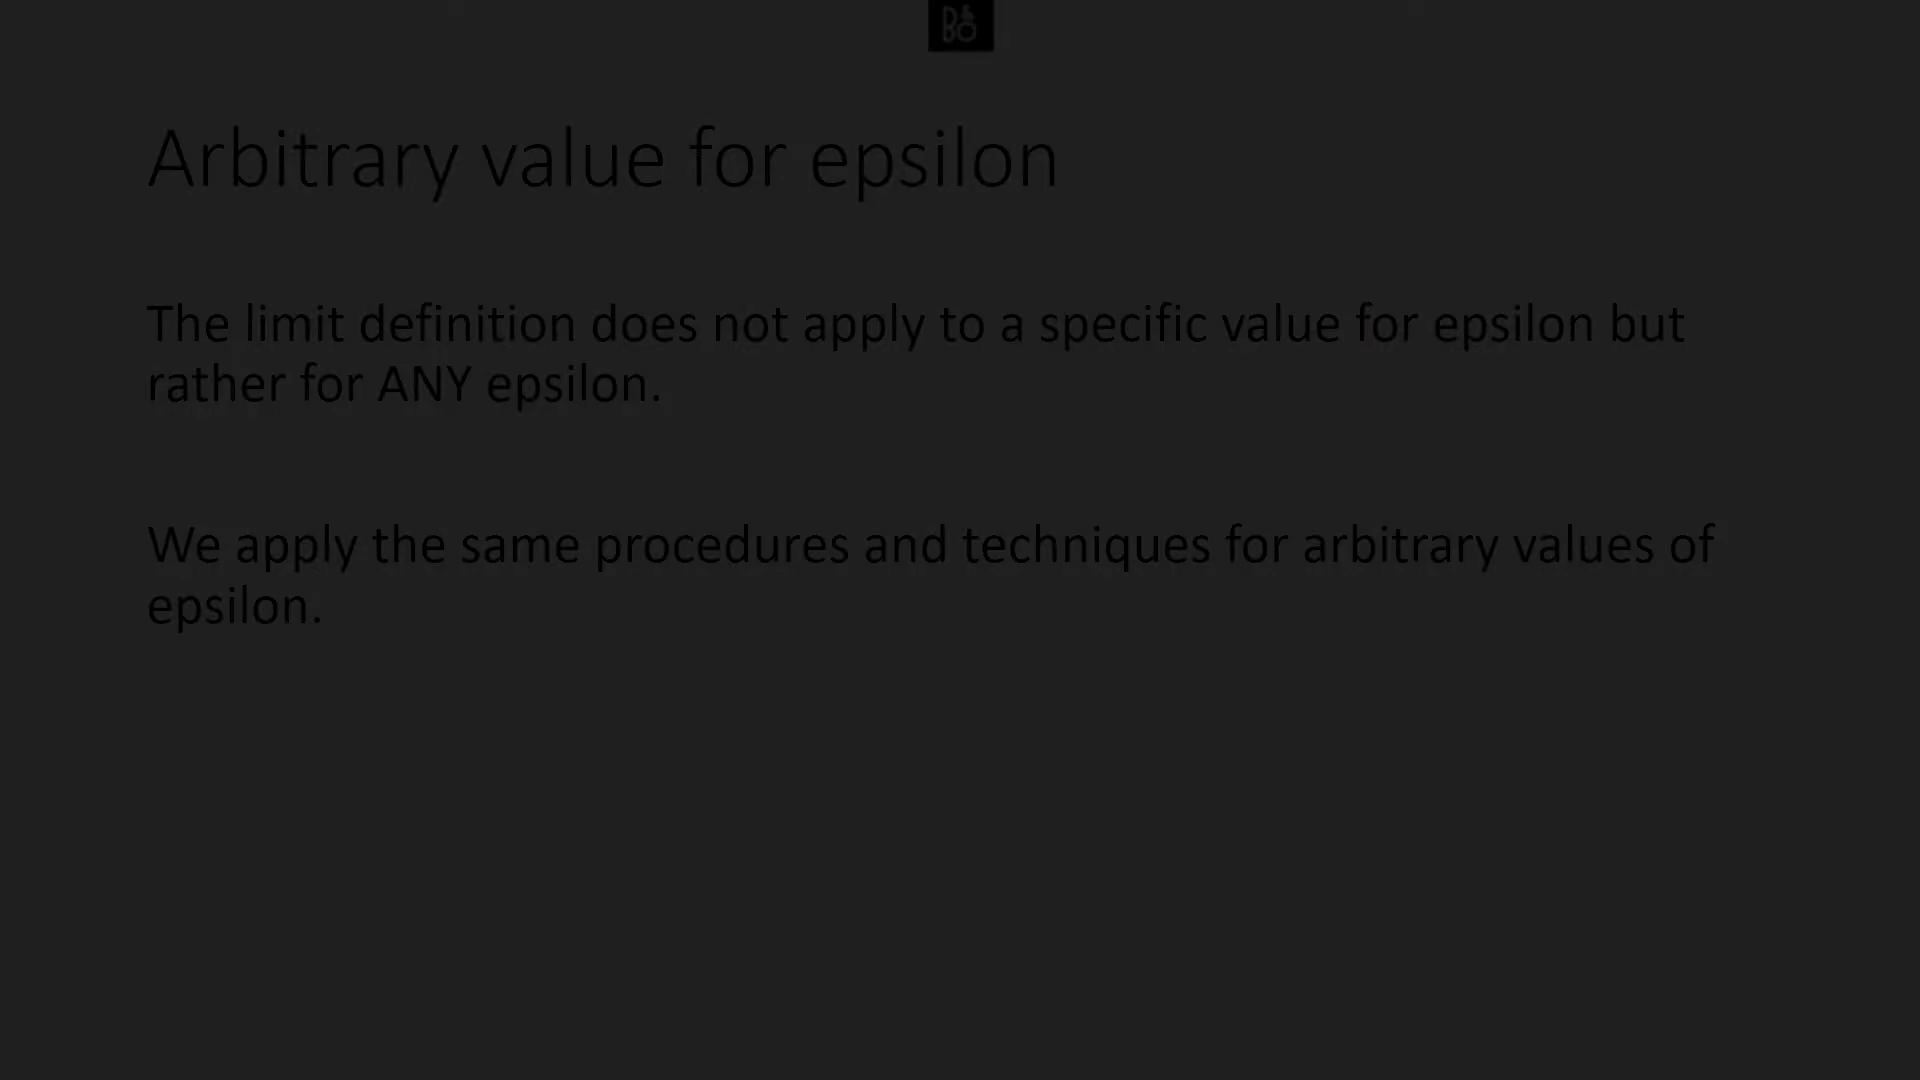 B&O
Arbitrary value for epsilon
The limit definition does not apply to a specific value for epsilon but
rather for ANY epsilon.
We apply the same procedures and techniques for arbitrary values of
epsilon.